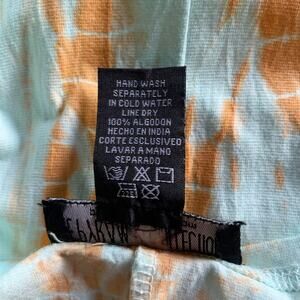 HAND WASH
SEPARATELY
IN COLD WATER
LINE DRY
100% ALGODON
HECHO EN INDIA
CORTE ESCLUSIVED
LAVAR A MANO
SEPARADO